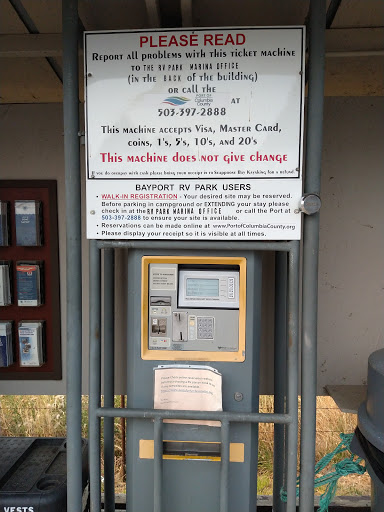 PLEASE READ
Report all problems with this ticket machine
to the RV PARK MARINA OFFICE
(in the BACK of the building)
or call the PORT OF Columbia County AT
503-397-2888
This machine accepts Visa, Master Card,
coins, 1's, 5's, 10's, and 20's
This machine does not give change
BAYPORT RV PARK USERS
• WALK-IN REGISTRATION - Your desired site may be reserved.
Before parking in campground or EXTENDING your stay please
check in at the RV PARK MARINA OFFICE or call the Port at
503-397-2888 to ensure your site is available.
• Reservations can be made online at www.PortofColumbiaCounty.org
• Please display your receipt so it is visible at all times.
VESTS